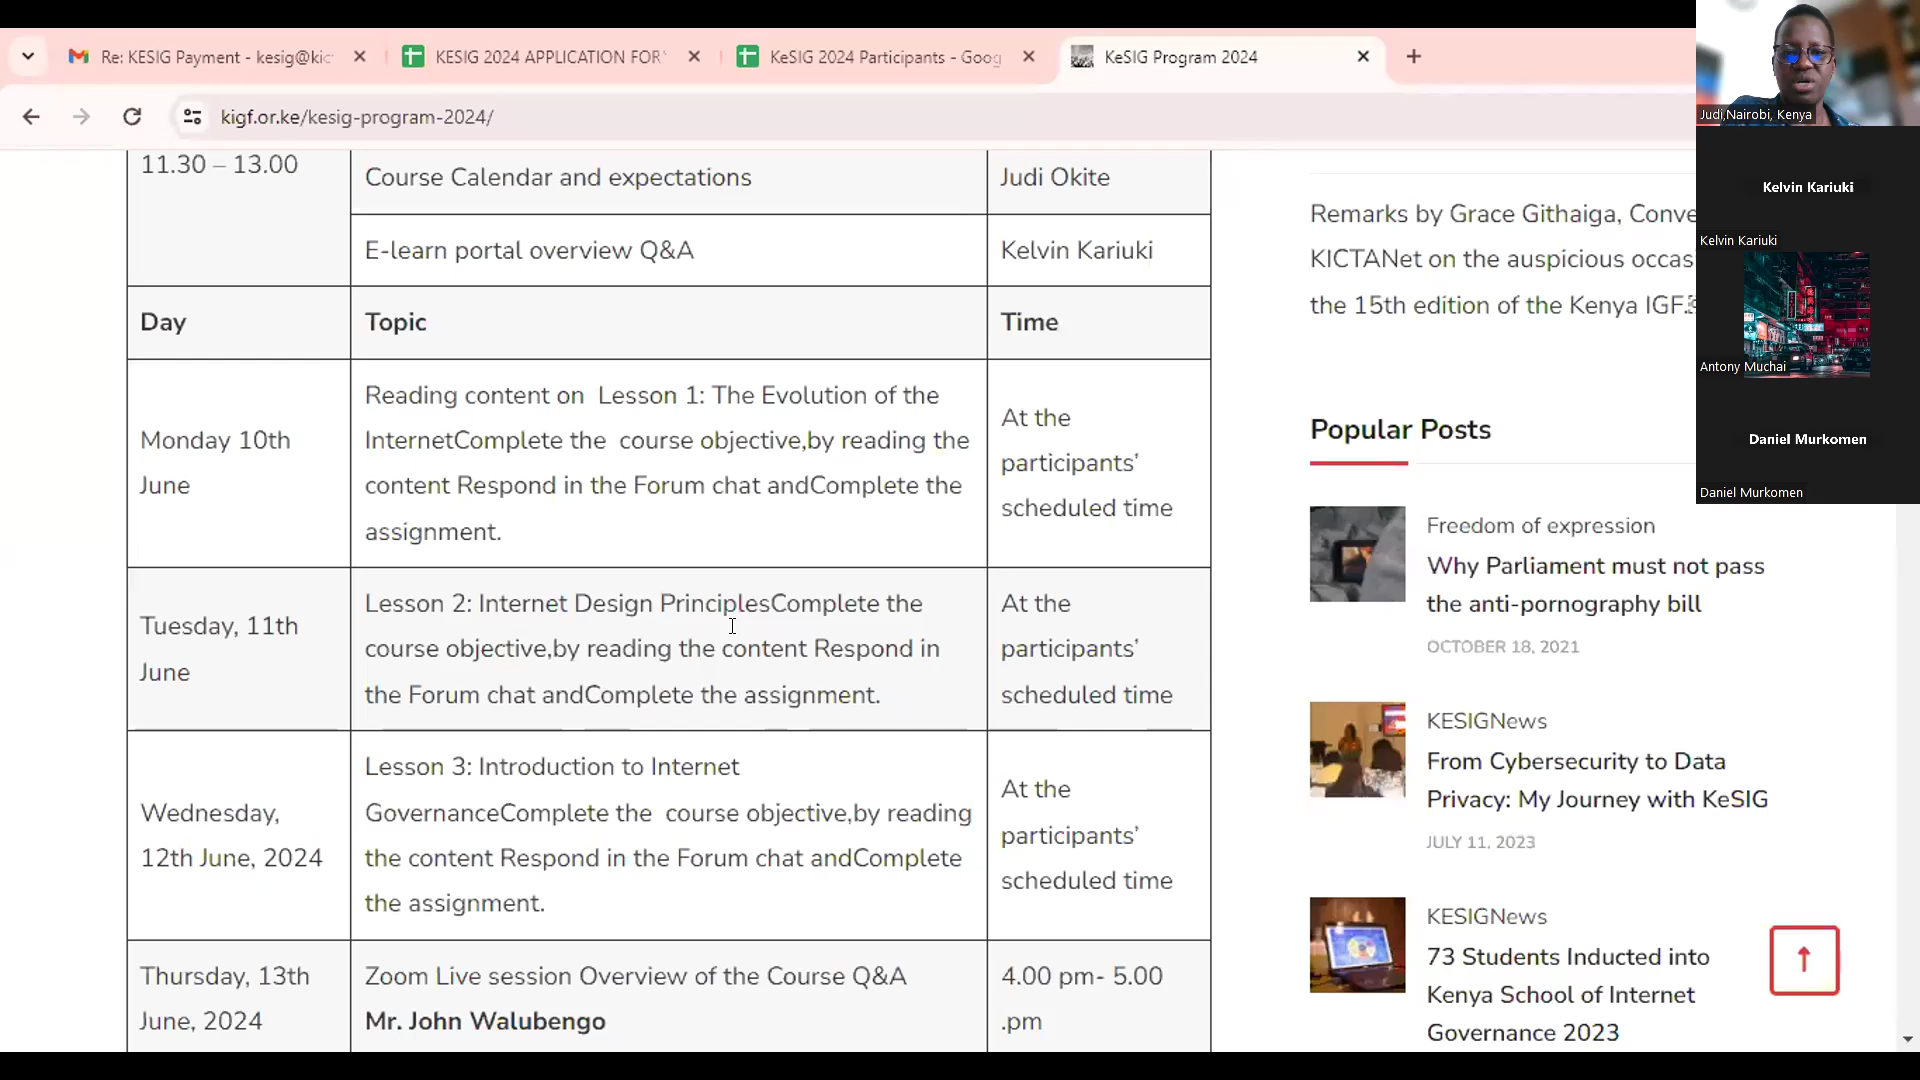 Re: KESIG Payment - kesig@kic
KESIG 2024 APPLICATION FOR
KeSIG 2024 Participants - Goog
KeSIG Program 2024
kigf.or.ke/kesig-program-2024/
11.30 – 13.00
Course Calendar and expectations
Judi Okite
E-learn portal overview Q&A
Kelvin Kariuki
Day
Topic
Time
Monday 10th
June
Reading content on  Lesson 1: The Evolution of the
InternetComplete the  course objective,by reading the
content Respond in the Forum chat andComplete the
assignment.
At the
participants’
scheduled time
Tuesday, 11th
June
Lesson 2: Internet Design PrinciplesComplete the
course objective,by reading the content Respond in
the Forum chat andComplete the assignment.
At the
participants’
scheduled time
Wednesday,
12th June, 2024
Lesson 3: Introduction to Internet
GovernanceComplete the  course objective,by reading
the content Respond in the Forum chat andComplete
the assignment.
At the
participants’
scheduled time
Thursday, 13th
June, 2024
Zoom Live session Overview of the Course Q&A
Mr. John Walubengo
4.00 pm- 5.00
.pm
Remarks by Grace Githaiga, Conve
KICTANet on the auspicious occas
the 15th edition of the Kenya IGF.
Popular Posts
Freedom of expression
Why Parliament must not pass
the anti-pornography bill
OCTOBER 18, 2021
KESIGNews
From Cybersecurity to Data
Privacy: My Journey with KeSIG
JULY 11, 2023
KESIGNews
73 Students Inducted into
Kenya School of Internet
Governance 2023
Judi,Nairobi, Kenya
Kelvin Kariuki
Kelvin Kariuki
Antony Muchai
Daniel Murkomen
Daniel Murkomen